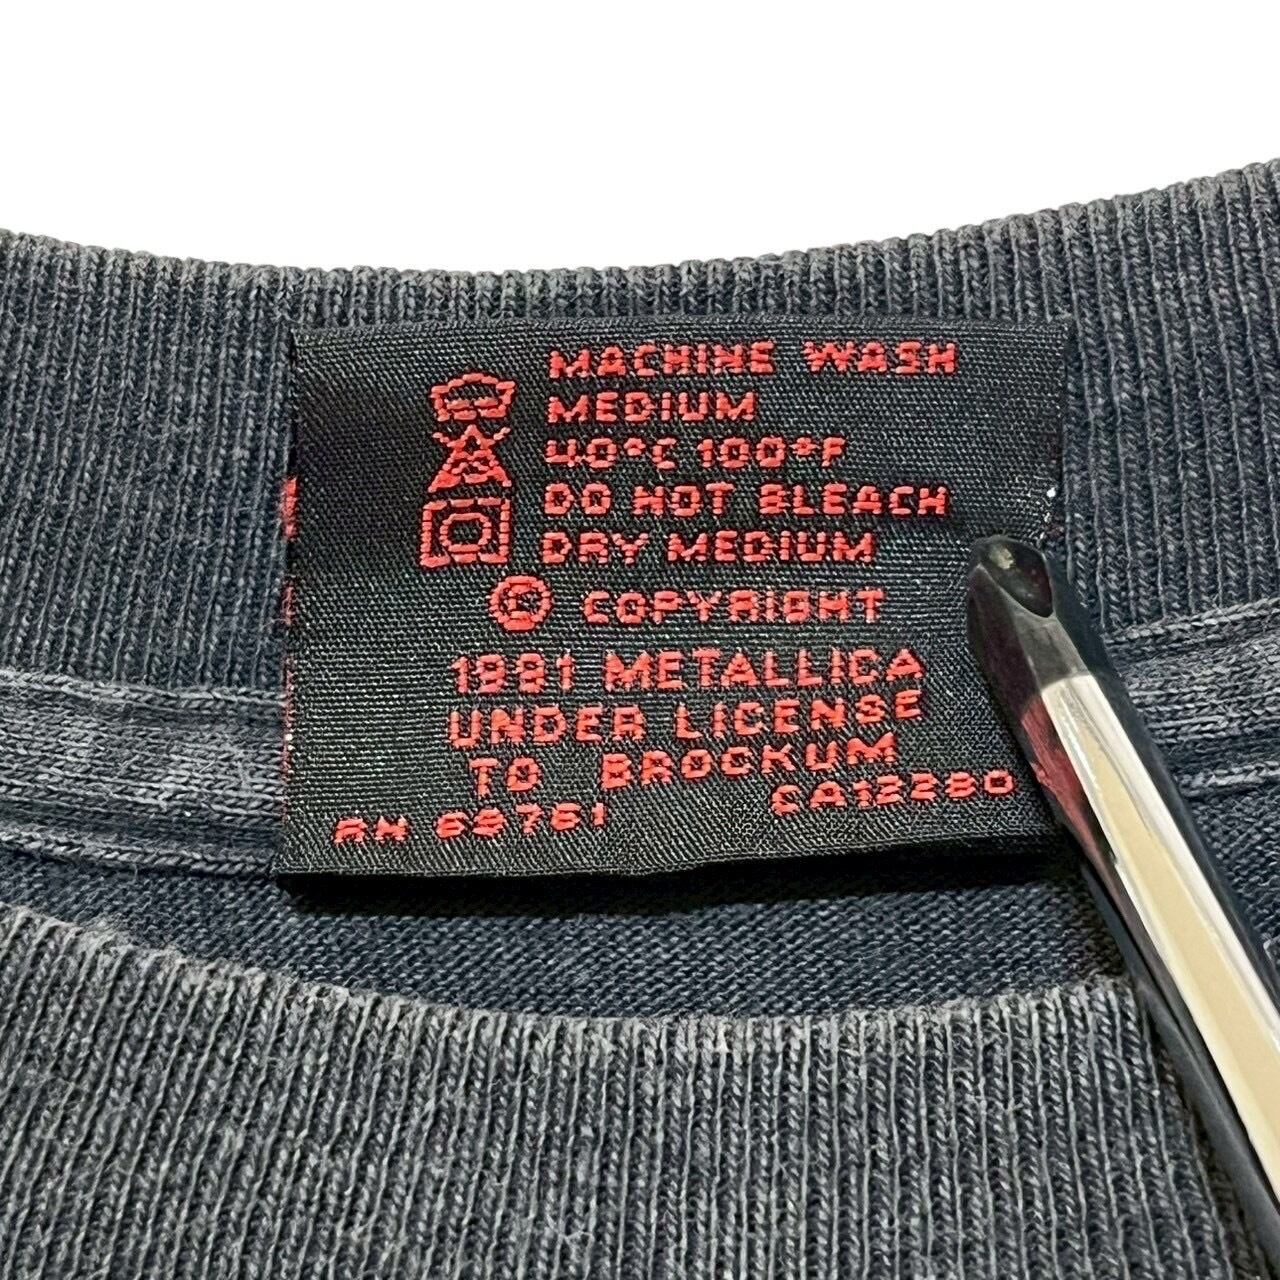 MACHINE WASH
MEDIUM
40°C 100°F
DO NOT BLEACH
DRY MEDIUM
© COPYRIGHT
1991 METALLICA
UNDER LICENSE
TO BROCKUM
RN 69761 CA12280